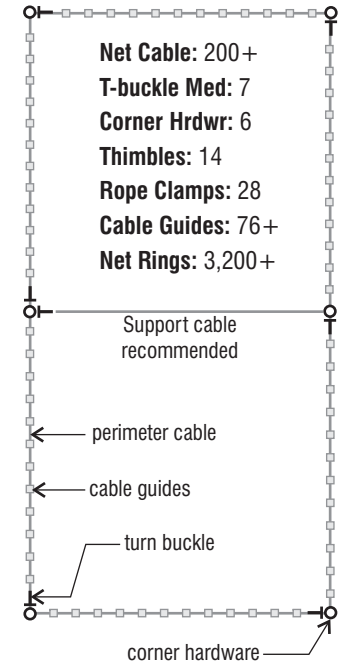 Net Cable: 200+
T-buckle Med: 7
Corner Hrdwr: 6
Thimbles: 14
Rope Clamps: 28
Cable Guides: 76+
Net Rings: 3,200+
Support cable
recommended
perimeter cable
cable guides
turn buckle
corner hardware